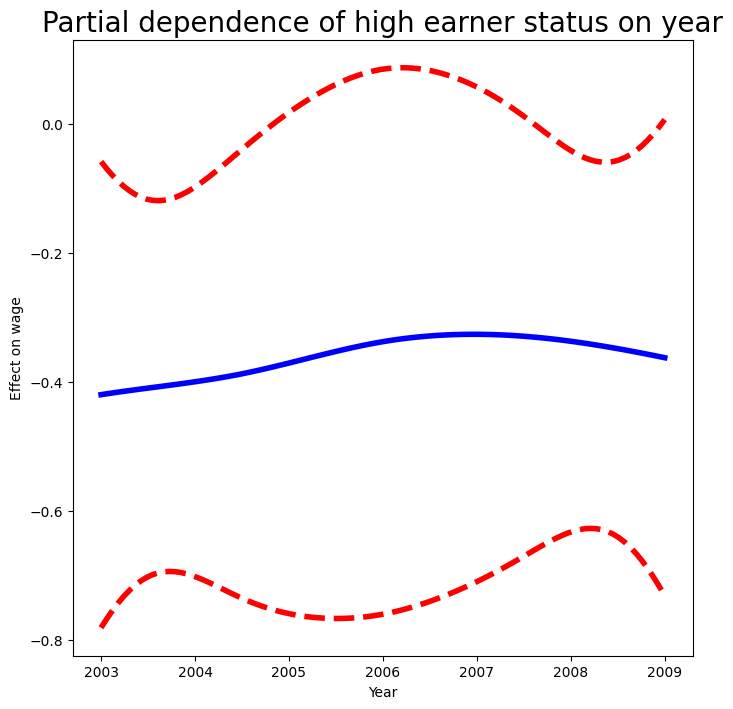 Partial dependence of high earner status on year
Effect on wage
0.0
−0.2
−0.4
−0.6
−0.8
2003 2004 2005 2006 2007 2008 2009
Year